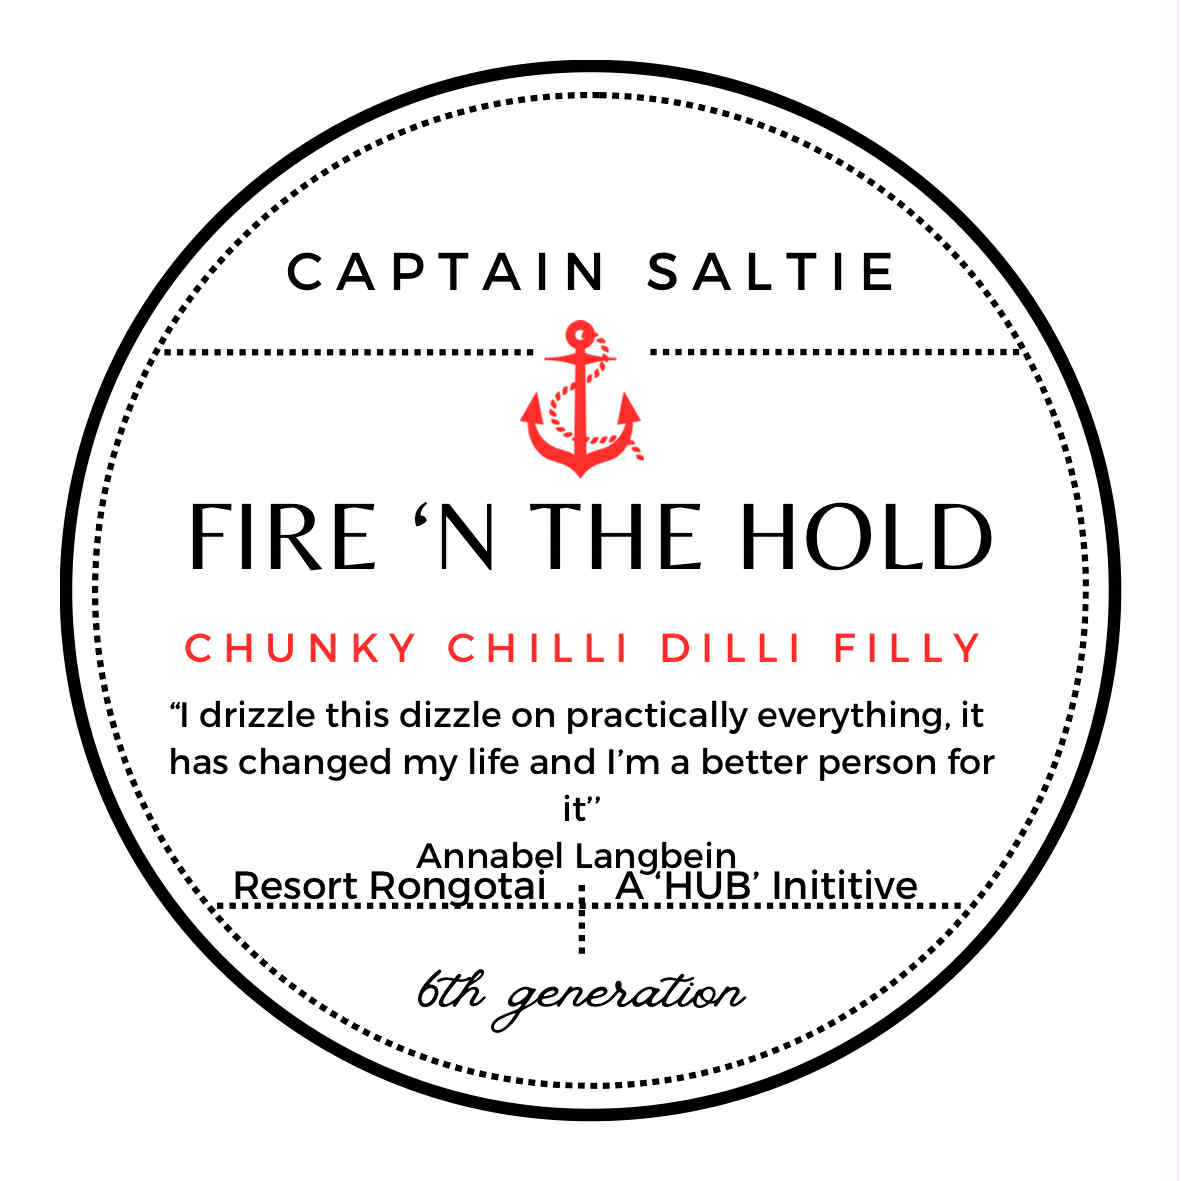 CAPTAIN SALTIE
FIRE ‘N THE HOLD
CHUNKY CHILLI DILLI FILLY
“I drizzle this dizzle on practically everything, it
has changed my life and I’m a better person for
it’’
Annabel Langbein
Resort Rongotai A ‘HUB’ Inititive
6th generation